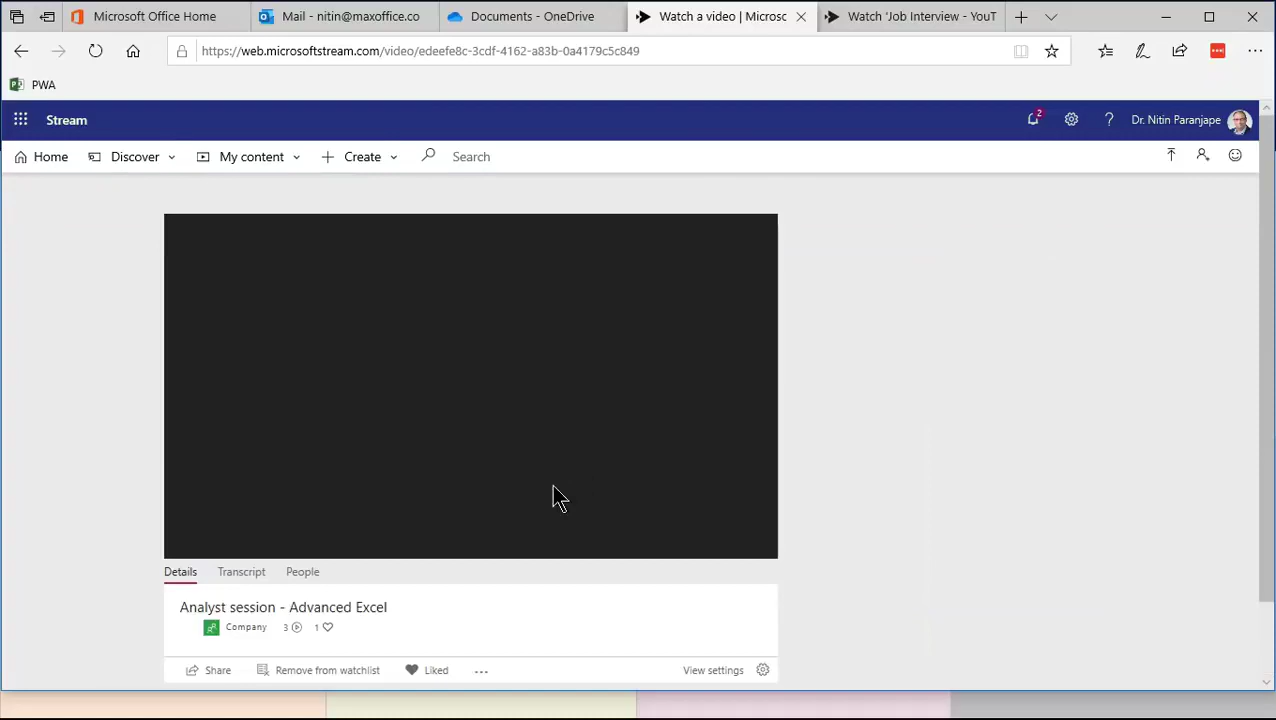 Microsoft Office Home
Mail - nitin@maxoffice.co
Documents - OneDrive
Watch a video | Microsc
Watch 'Job Interview - YouT
https://web.microsoftstream.com/video/edeefe8c-3cdf-4162-a83b-0a4179c5c849
PWA
Stream
2
Dr. Nitin Paranjape
Home
Discover
My content
Create
Search
Details
Transcript
People
Analyst session - Advanced Excel
Company
3
1
Share
Remove from watchlist
Liked
View settings